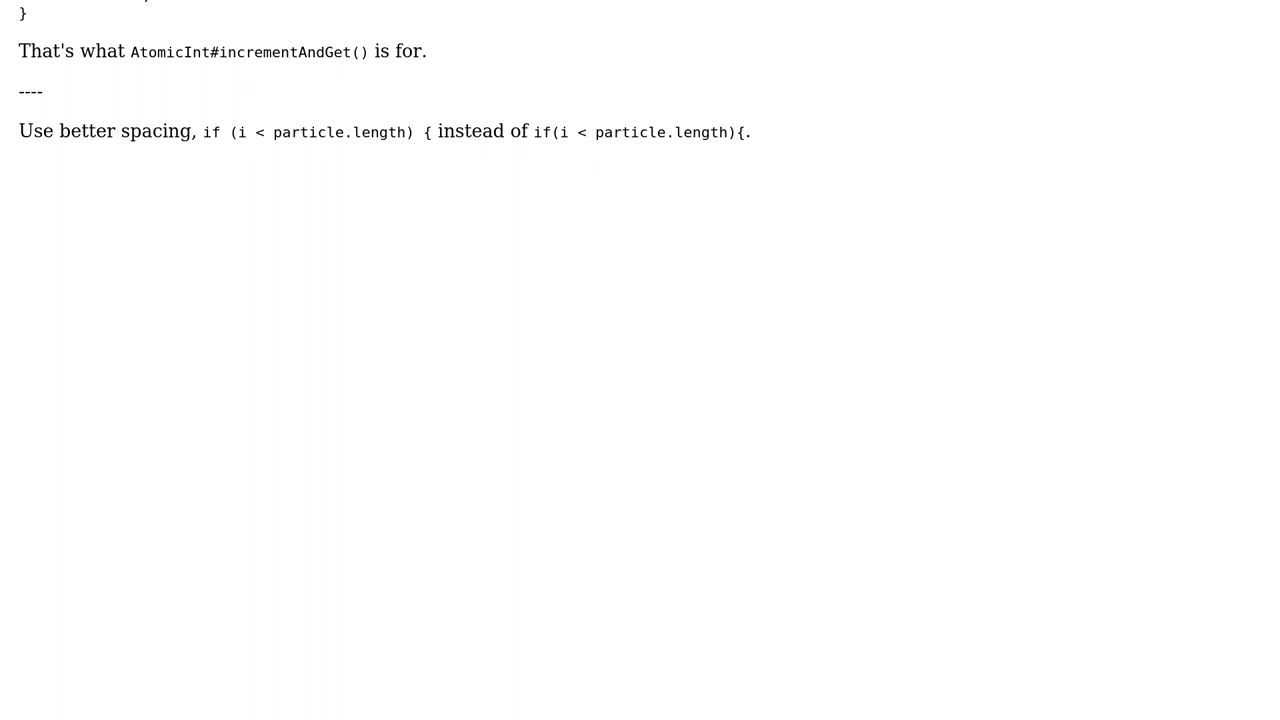 }
That's what AtomicInt#incrementAndGet() is for.
----
Use better spacing, if (i < particle.length) { instead of if(i < particle.length){.